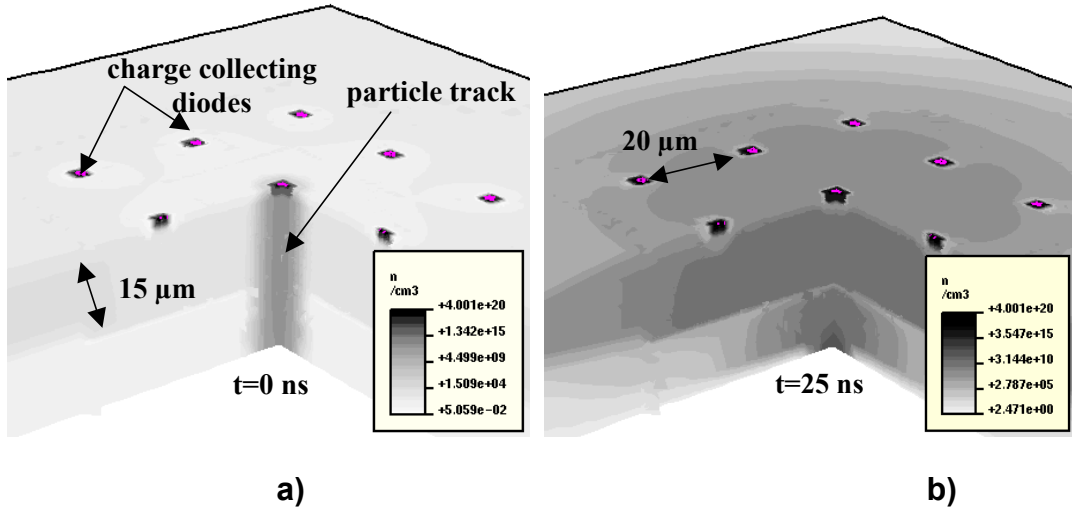 charge collecting
diodes
particle track
15 µm
t=0 ns
n
/cm3
+4.001e+20
+1.342e+15
+4.499e+09
+1.509e+04
+5.059e-02
a)
20 µm
t=25 ns
n
/cm3
+4.001e+20
+3.547e+15
+3.144e+10
+2.787e+05
+2.471e+00
b)